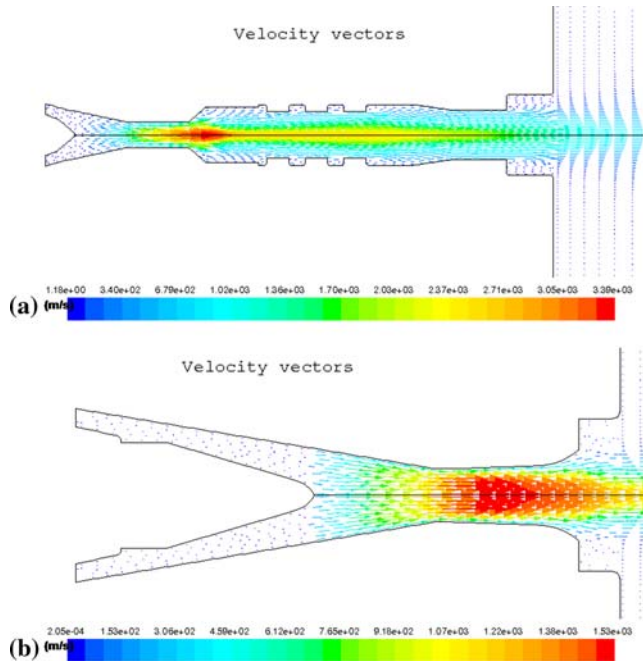 Velocity vectors
1.18e+00 3.40e+02 6.79e+02 1.02e+03 1.36e+03 1.70e+03 2.03e+03 2.37e+03 2.71e+03 3.05e+03 3.39e+03
(a) (m/s)
Velocity vectors
2.05e-04 1.53e+02 3.06e+02 4.59e+02 6.12e+02 7.65e+02 9.18e+02 1.07e+03 1.22e+03 1.38e+03 1.53e+03
(b) (m/s)